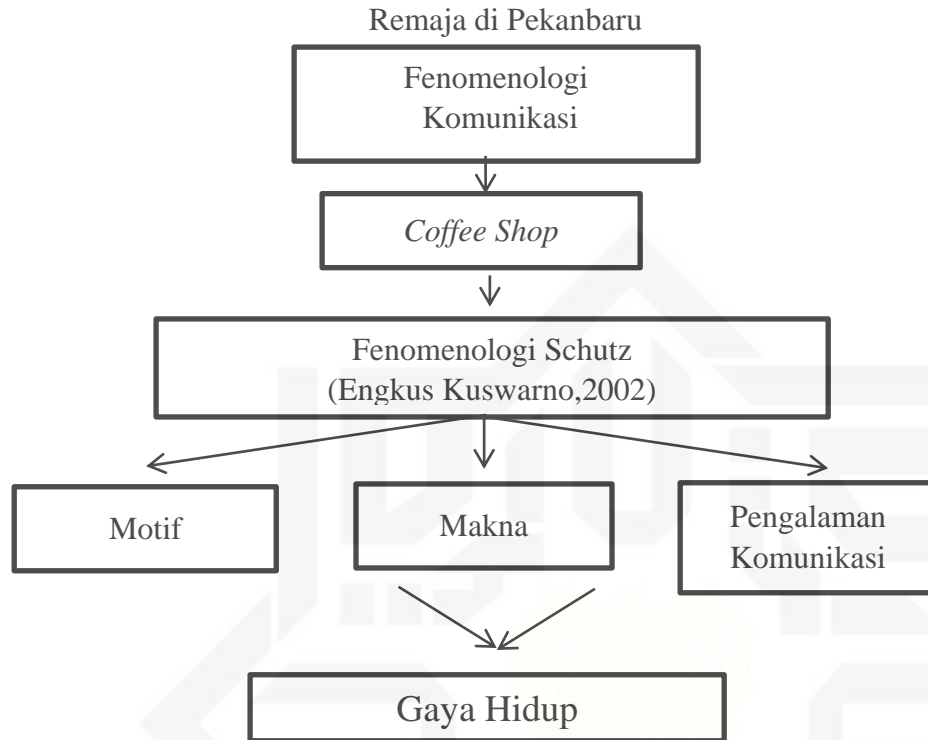 Remaja di Pekanbaru
Fenomenologi
Komunikasi
Coffee Shop
Fenomenologi Schutz
(Engkus Kuswarno,2002)
Motif
Makna
Pengalaman
Komunikasi
Gaya Hidup